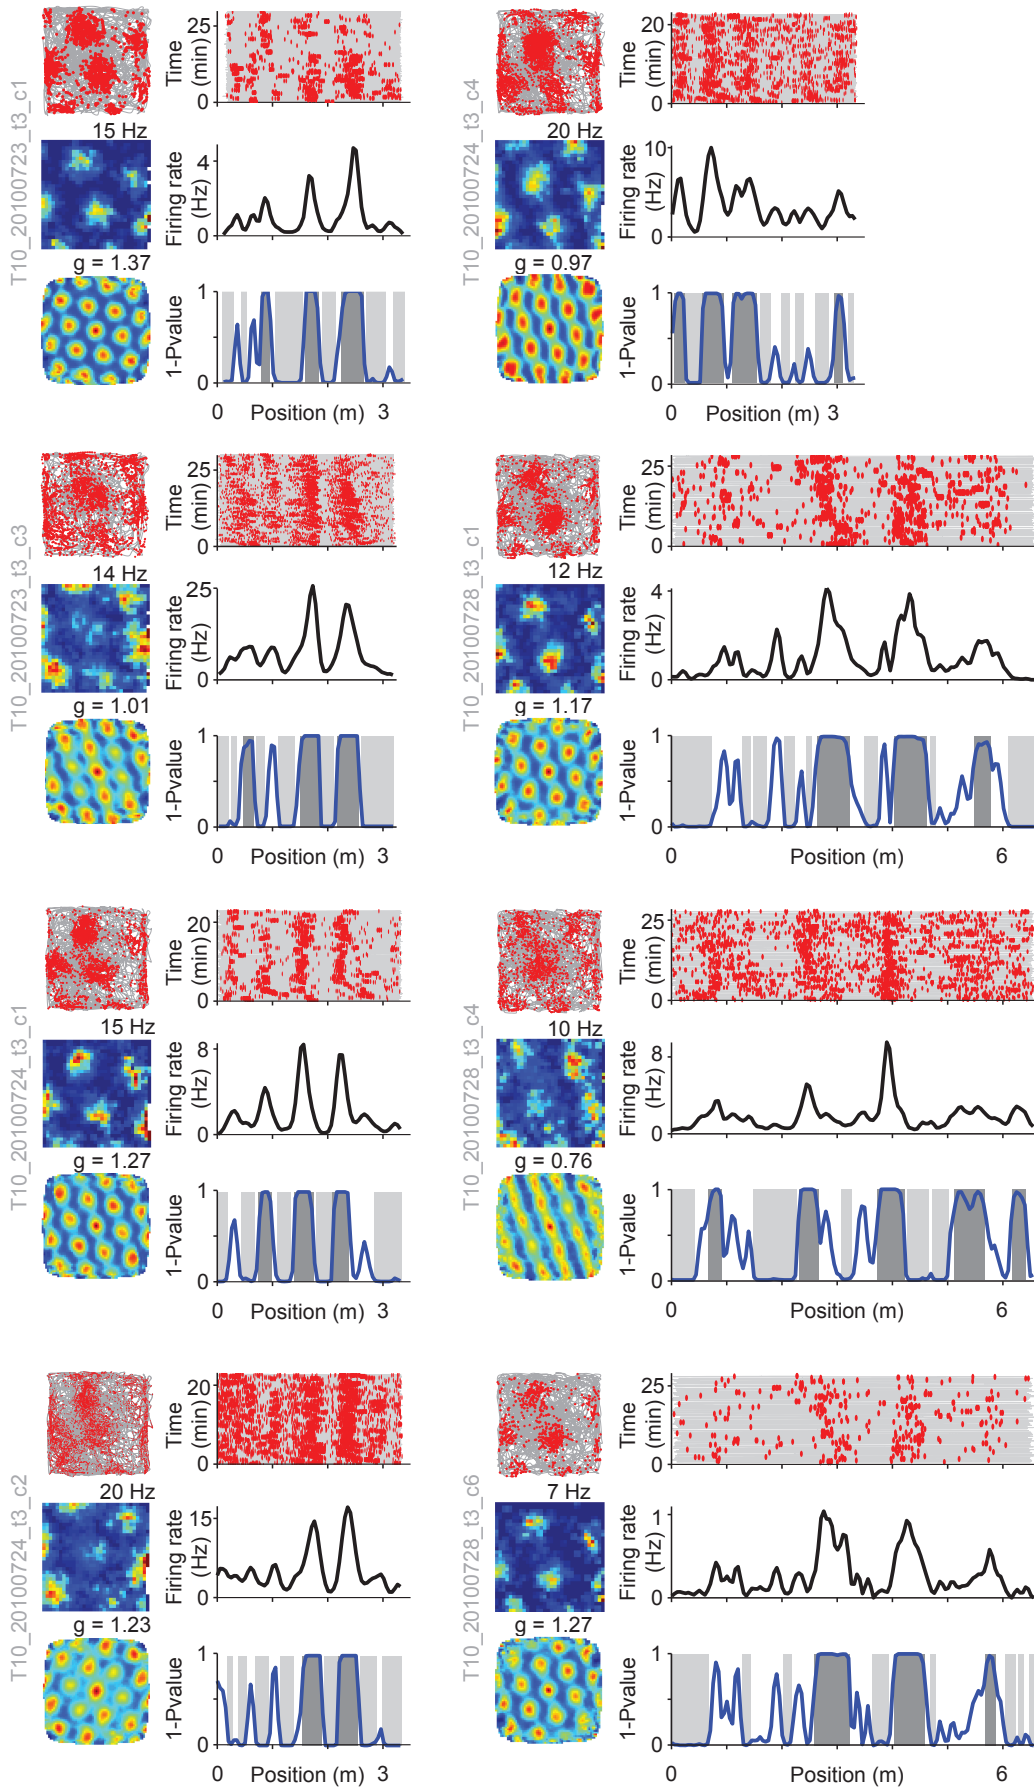 T10_20100723_t3_c1
Time
(min)
30
0
15 Hz
Firing rate
(Hz)
4
0
g = 1.37
1-Pvalue
1
0
0 Position (m) 3
T10_20100724_t3_c4
Time
(min)
20
0
20 Hz
Firing rate
(Hz)
10
0
g = 0.97
1-Pvalue
1
0
0 Position (m) 3
T10_20100723_t3_c3
Time
(min)
25
0
14 Hz
Firing rate
(Hz)
25
0
g = 1.01
1-Pvalue
1
0
0 Position (m) 3
T10_20100728_t3_c1
Time
(min)
25
0
12 Hz
Firing rate
(Hz)
4
0
g = 1.17
1-Pvalue
1
0
0 Position (m) 6
T10_20100724_t3_c1
Time
(min)
20
0
15 Hz
Firing rate
(Hz)
8
0
g = 1.27
1-Pvalue
1
0
0 Position (m) 3
T10_20100728_t3_c4
Time
(min)
25
0
10 Hz
Firing rate
(Hz)
8
0
g = 0.76
1-Pvalue
1
0
0 Position (m) 6
T10_20100724_t3_c2
Time
(min)
20
0
20 Hz
Firing rate
(Hz)
15
0
g = 1.23
1-Pvalue
1
0
0 Position (m) 3
T10_20100728_t3_c6
Time
(min)
25
0
7 Hz
Firing rate
(Hz)
1
0
g = 1.27
1-Pvalue
1
0
0 Position (m) 6